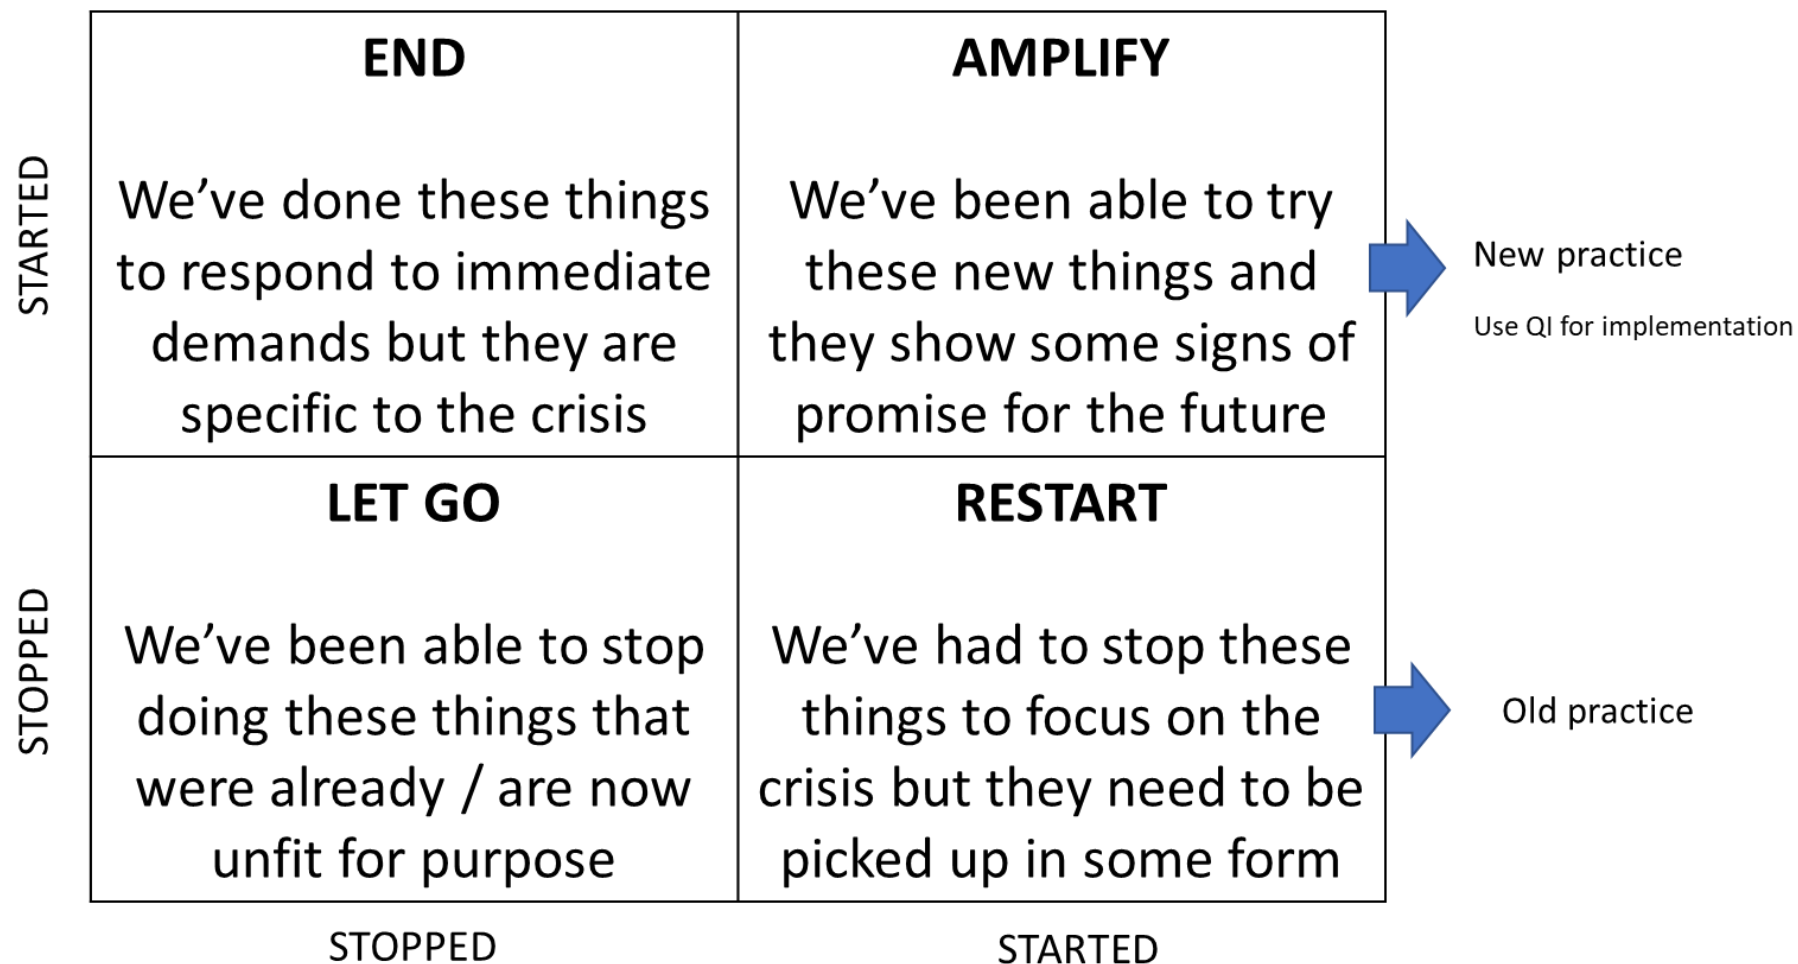 END
We’ve done these things
to respond to immediate
demands but they are
specific to the crisis
AMPLIFY
We’ve been able to try
these new things and
they show some signs of
promise for the future
STARTED
New practice
Use QI for implementation
LET GO
We’ve been able to stop
doing these things that
were already / are now
unfit for purpose
RESTART
We’ve had to stop these
things to focus on the
crisis but they need to be
picked up in some form
STOPPED
Old practice
STOPPED
STARTED